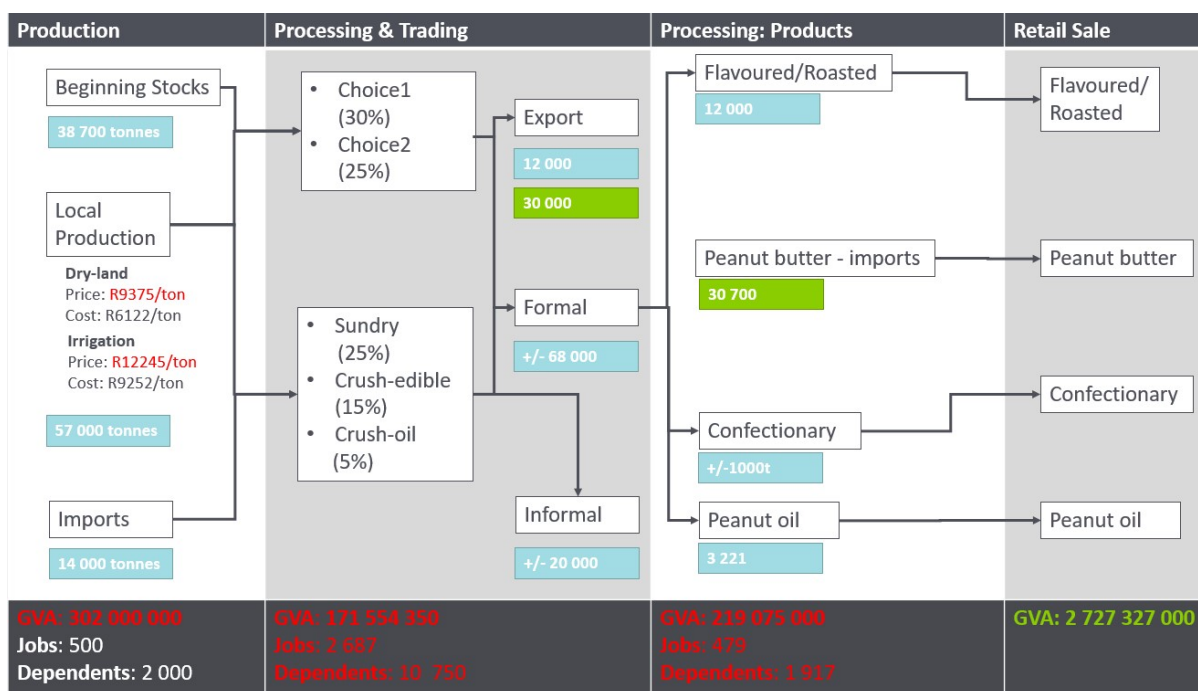 Production
Processing & Trading
Processing: Products
Retail Sale
Beginning Stocks
38 700 tonnes
Local
Production
Dry-land
Price: R9375/ton
Cost: R6122/ton
Irrigation
Price: R12245/ton
Cost: R9252/ton
57 000 tonnes
Imports
14 000 tonnes
• Choice1
(30%)
• Choice2
(25%)
• Sundry
(25%)
• Crush-edible
(15%)
• Crush-oil
(5%)
Export
12 000
30 000
Formal
+/- 68 000
Informal
+/- 20 000
Flavoured/Roasted
12 000
Peanut butter - imports
30 700
Confectionary
+/-1000t
Peanut oil
3 221
Flavoured/
Roasted
Peanut butter
Confectionary
Peanut oil
GVA: 302 000 000
Jobs: 500
Dependents: 2 000
GVA: 171 554 350
Jobs: 2 687
Dependents: 10 750
GVA: 219 075 000
Jobs: 479
Dependents: 1 917
GVA: 2 727 327 000